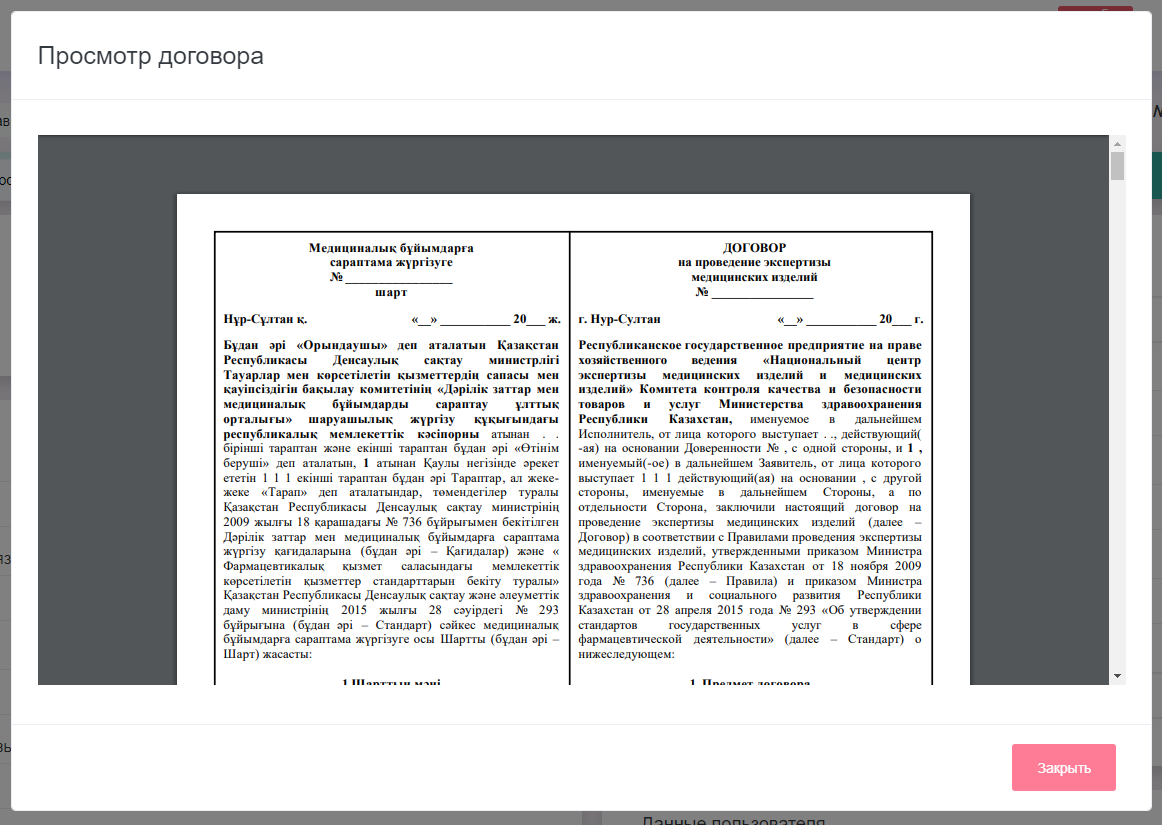 Просмотр договора
Медициналық бұйымдарға
сараптама жүргізуге
№ ________________
шарт
Нұр-Сұлтан қ. «__» ___________ 20___ ж.
Бұдан әрі «Орындаушы» деп аталатын Қазақстан
Республикасы Денсаулық сақтау министрлігі
Тауарлар мен көрсетілетін қызметтердің сапасы мен
қауіпсіздігін бақылау комитетінің «Дәрілік заттар мен
медициналық бұйымдарды сараптау ұлттық
орталығы» шаруашылық жүргізу құқығындағы
республикалық мемлекеттік кәсіпорны атынан . .
бірінші тараптан және екінші тараптан бұдан әрі «Өтінім
беруші» деп аталатын, 1 атынан Қаулы негізінде әрекет
ететін 1 1 1 екінші тараптан бұдан әрі Тараптар, ал жеке-
жеке «Тарап» деп аталатындар, төмендегілер туралы
Қазақстан Республикасы Денсаулық сақтау министрінің
2009 жылғы 18 қарашадағы № 736 бұйрығымен бекітілген
Дәрілік заттар мен медициналық бұйымдарға сараптама
жүргізу қағидаларына (бұдан әрі – Қағидалар) және «
Фармацевтикалық қызмет саласындағы мемлекеттік
көрсетілетін қызметтер стандарттарын бекіту туралы»
Қазақстан Республикасы Денсаулық сақтау және әлеуметтік
даму министрінің 2015 жылғы 28 сәуірдегі № 293
бұйрығына (бұдан әрі – Стандарт) сәйкес медициналық
бұйымдарға сараптама жүргізуге осы Шартты (бұдан әрі –
Шарт) жасасты:
1 Шарттың мәні
ДОГОВОР
на проведение экспертизы
медицинских изделий
№ ________________
г. Нур-Султан «__» ___________ 20___ г.
Республиканское государственное предприятие на праве
хозяйственного ведения «Национальный центр
экспертизы медицинских изделий и медицинских
изделий» Комитета контроля качества и безопасности
товаров и услуг Министерства здравоохранения
Республики Казахстан, именуемое в дальнейшем
Исполнитель, от лица которого выступает . ., действующий(
-ая) на основании Доверенности № , с одной стороны, и 1 ,
именуемый(-ое) в дальнейшем Заявитель, от лица которого
выступает 1 1 1 действующий(ая) на основании , с другой
стороны, именуемые в дальнейшем Стороны, а по
отдельности Сторона, заключили настоящий договор на
проведение экспертизы медицинских изделий (далее –
Договор) в соответствии с Правилами проведения экспертизы
медицинских изделий, утвержденными приказом Министра
здравоохранения Республики Казахстан от 18 ноября 2009
года № 736 (далее – Правила) и приказом Министра
здравоохранения и социального развития Республики
Казахстан от 28 апреля 2015 года № 293 «Об утверждении
стандартов государственных услуг в сфере
фармацевтической деятельности» (далее – Стандарт) о
нижеследующем:
1. Предмет договора
Закрыть
Данные пользователя